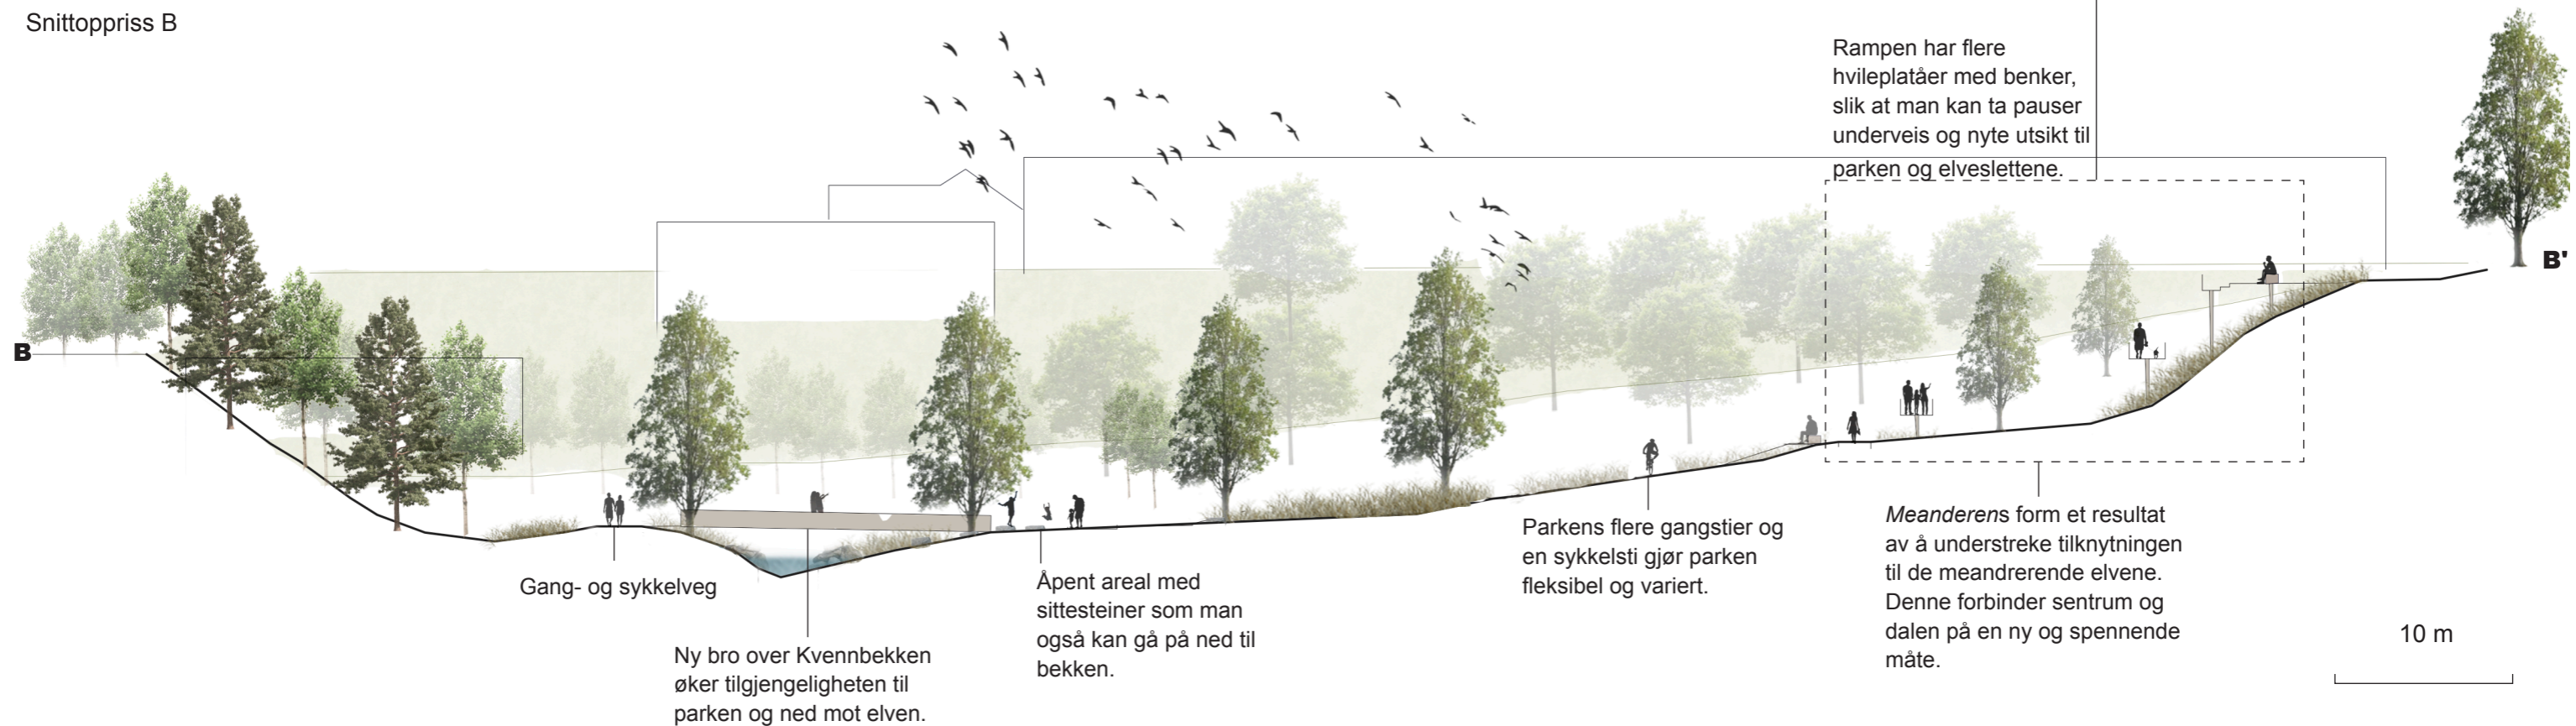 Snittoppriss B
Rampen har flere
hvileplatåer med benker,
slik at man kan ta pauser
underveis og nyte utsikt til
parken og elveslettene.
B
B'
Gang- og sykkelveg
Ny bro over Kvennbekken
øker tilgjengeligheten til
parken og ned mot elven.
Åpent areal med
sittesteiner som man
også kan gå på ned til
bekken.
Parkens flere gangstier og
en sykkelsti gjør parken
fleksibel og variert.
Meanderens form et resultat
av å understreke tilknytningen
til de meandrerende elvene.
Denne forbinder sentrum og
dalen på en ny og spennende
måte.
10 m